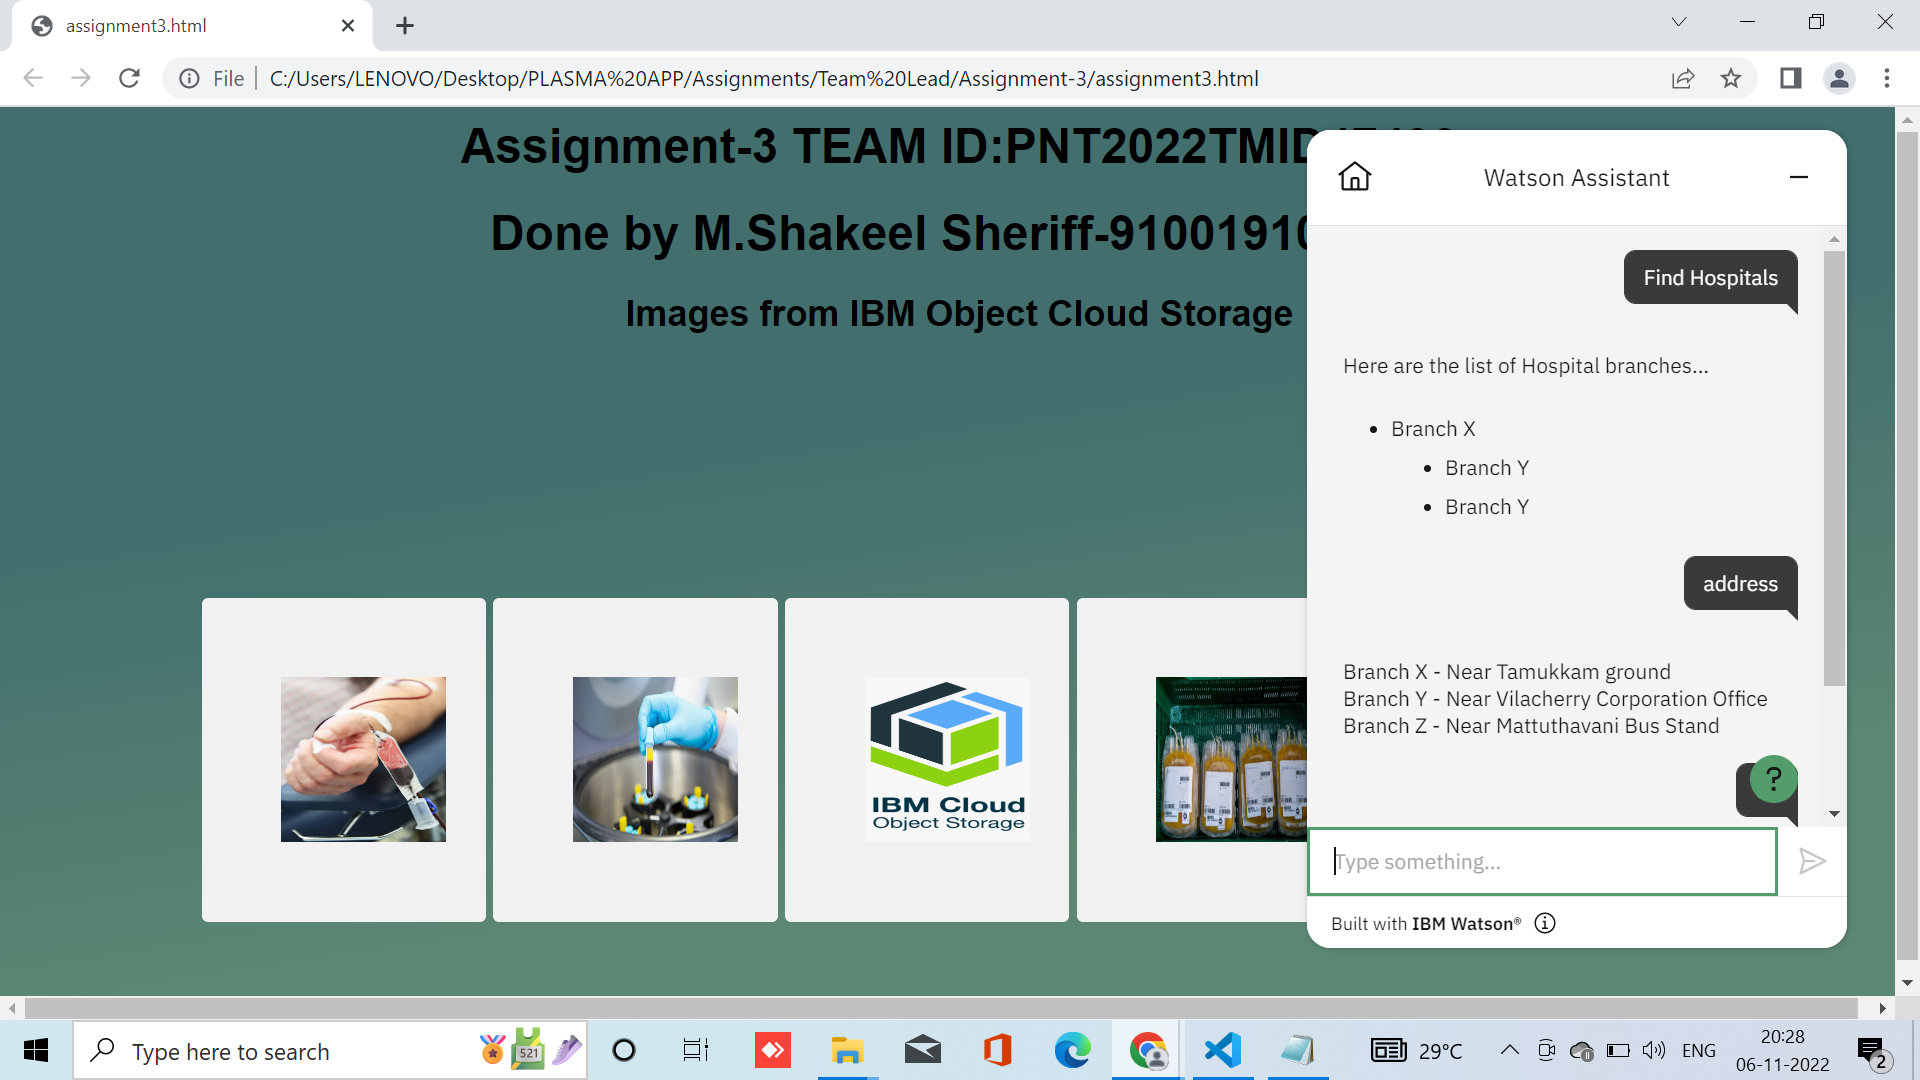 assignment3.html
File
C:/Users/LENOVO/Desktop/PLASMA%20APP/Assignments/Team%20Lead/Assignment-3/assignment3.html
Assignment-3 TEAM ID:PNT2022TMID
Done by M.Shakeel Sheriff-9100191
Images from IBM Object Cloud Storage
IBM Cloud
Object Storage
Watson Assistant
Find Hospitals
Here are the list of Hospital branches...
• Branch X
• Branch Y
• Branch Y
address
Branch X - Near Tamukkam ground
Branch Y - Near Vilacherry Corporation Office
Branch Z - Near Mattuthavani Bus Stand
?
Type something...
Built with IBM Watson®
Type here to search
521
29°C
ENG
20:28
06-11-2022
2